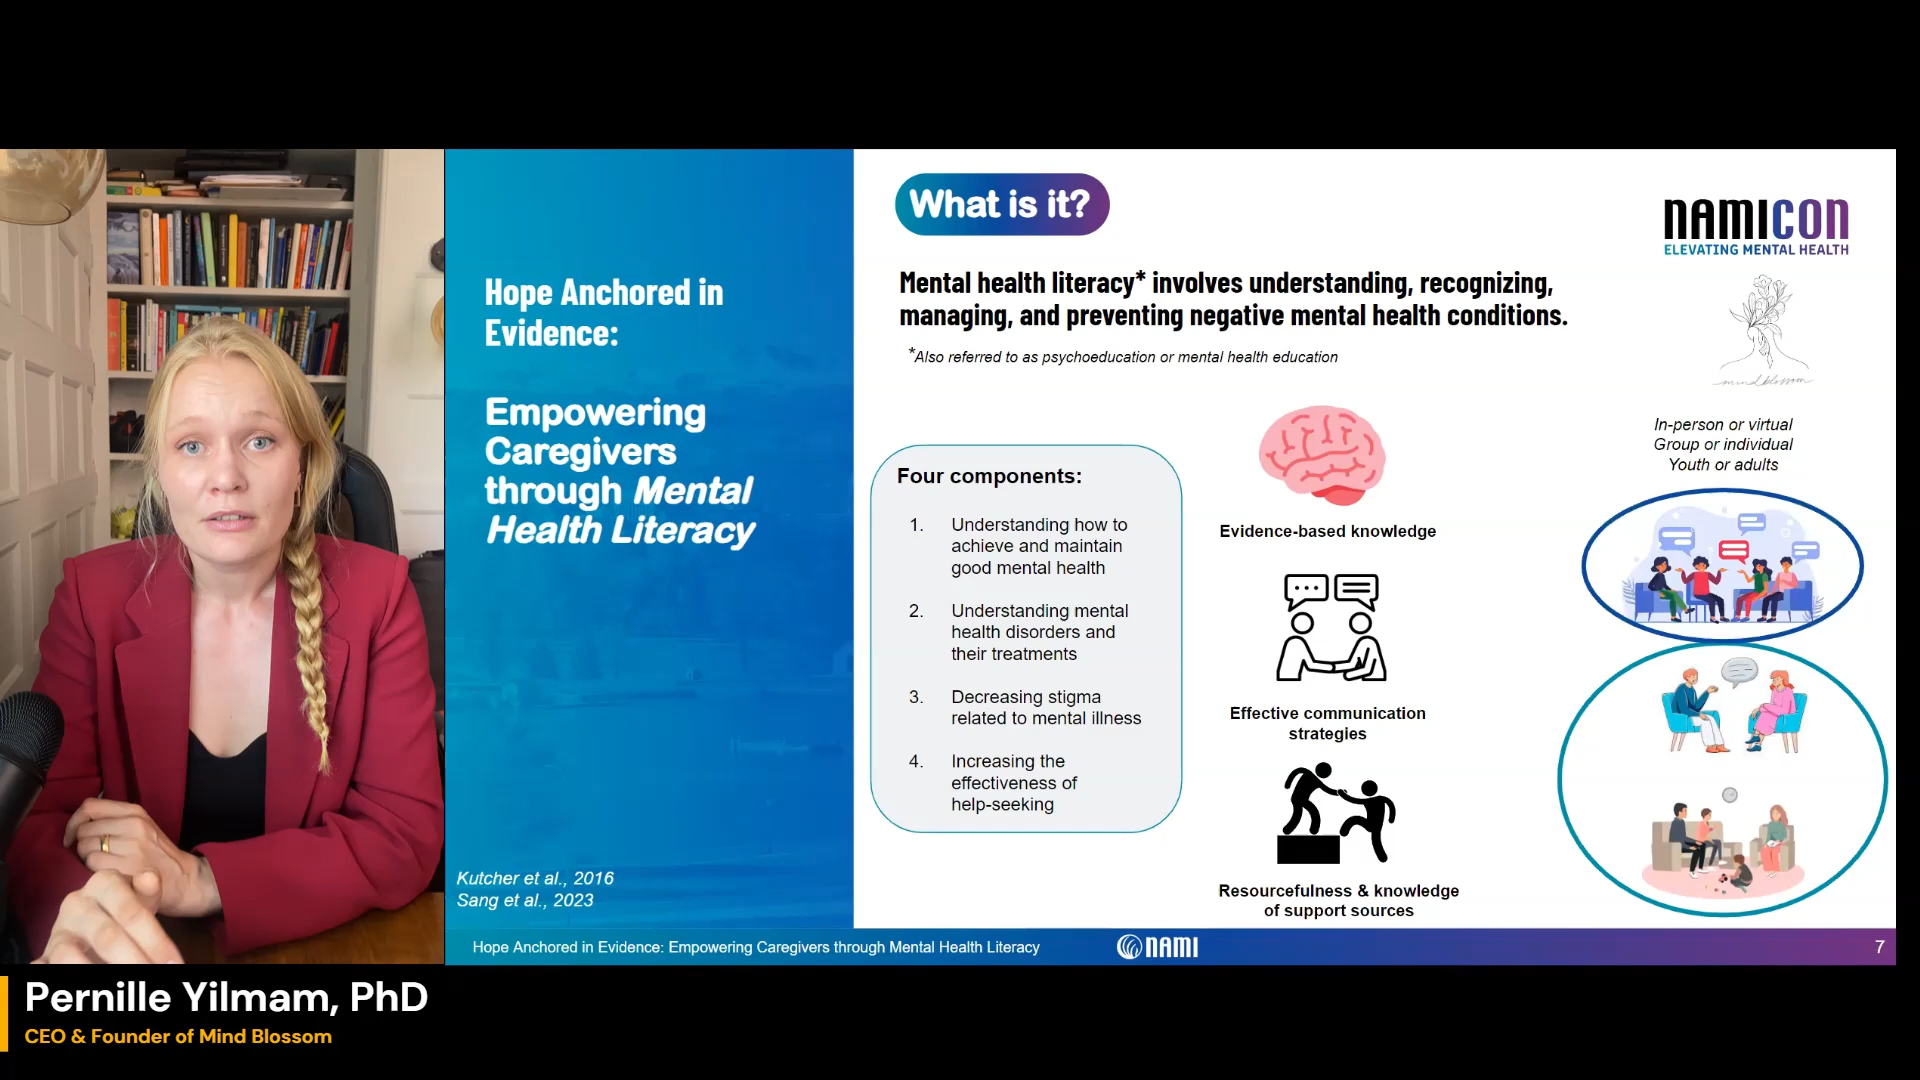 Hope Anchored in
Evidence:
Empowering
Caregivers
through Mental
Health Literacy
Kutcher et al., 2016
Sang et al., 2023
What is it?
NAMICON
ELEVATING MENTAL HEALTH
Mental health literacy* involves understanding, recognizing,
managing, and preventing negative mental health conditions.
*Also referred to as psychoeducation or mental health education
mindblossom
Four components:
1. Understanding how to
achieve and maintain
good mental health
2. Understanding mental
health disorders and
their treatments
3. Decreasing stigma
related to mental illness
4. Increasing the
effectiveness of
help-seeking
Evidence-based knowledge
Effective communication
strategies
Resourcefulness & knowledge
of support sources
In-person or virtual
Group or individual
Youth or adults
Hope Anchored in Evidence: Empowering Caregivers through Mental Health Literacy
NAMI
7
Pernille Yilmam, PhD
CEO & Founder of Mind Blossom